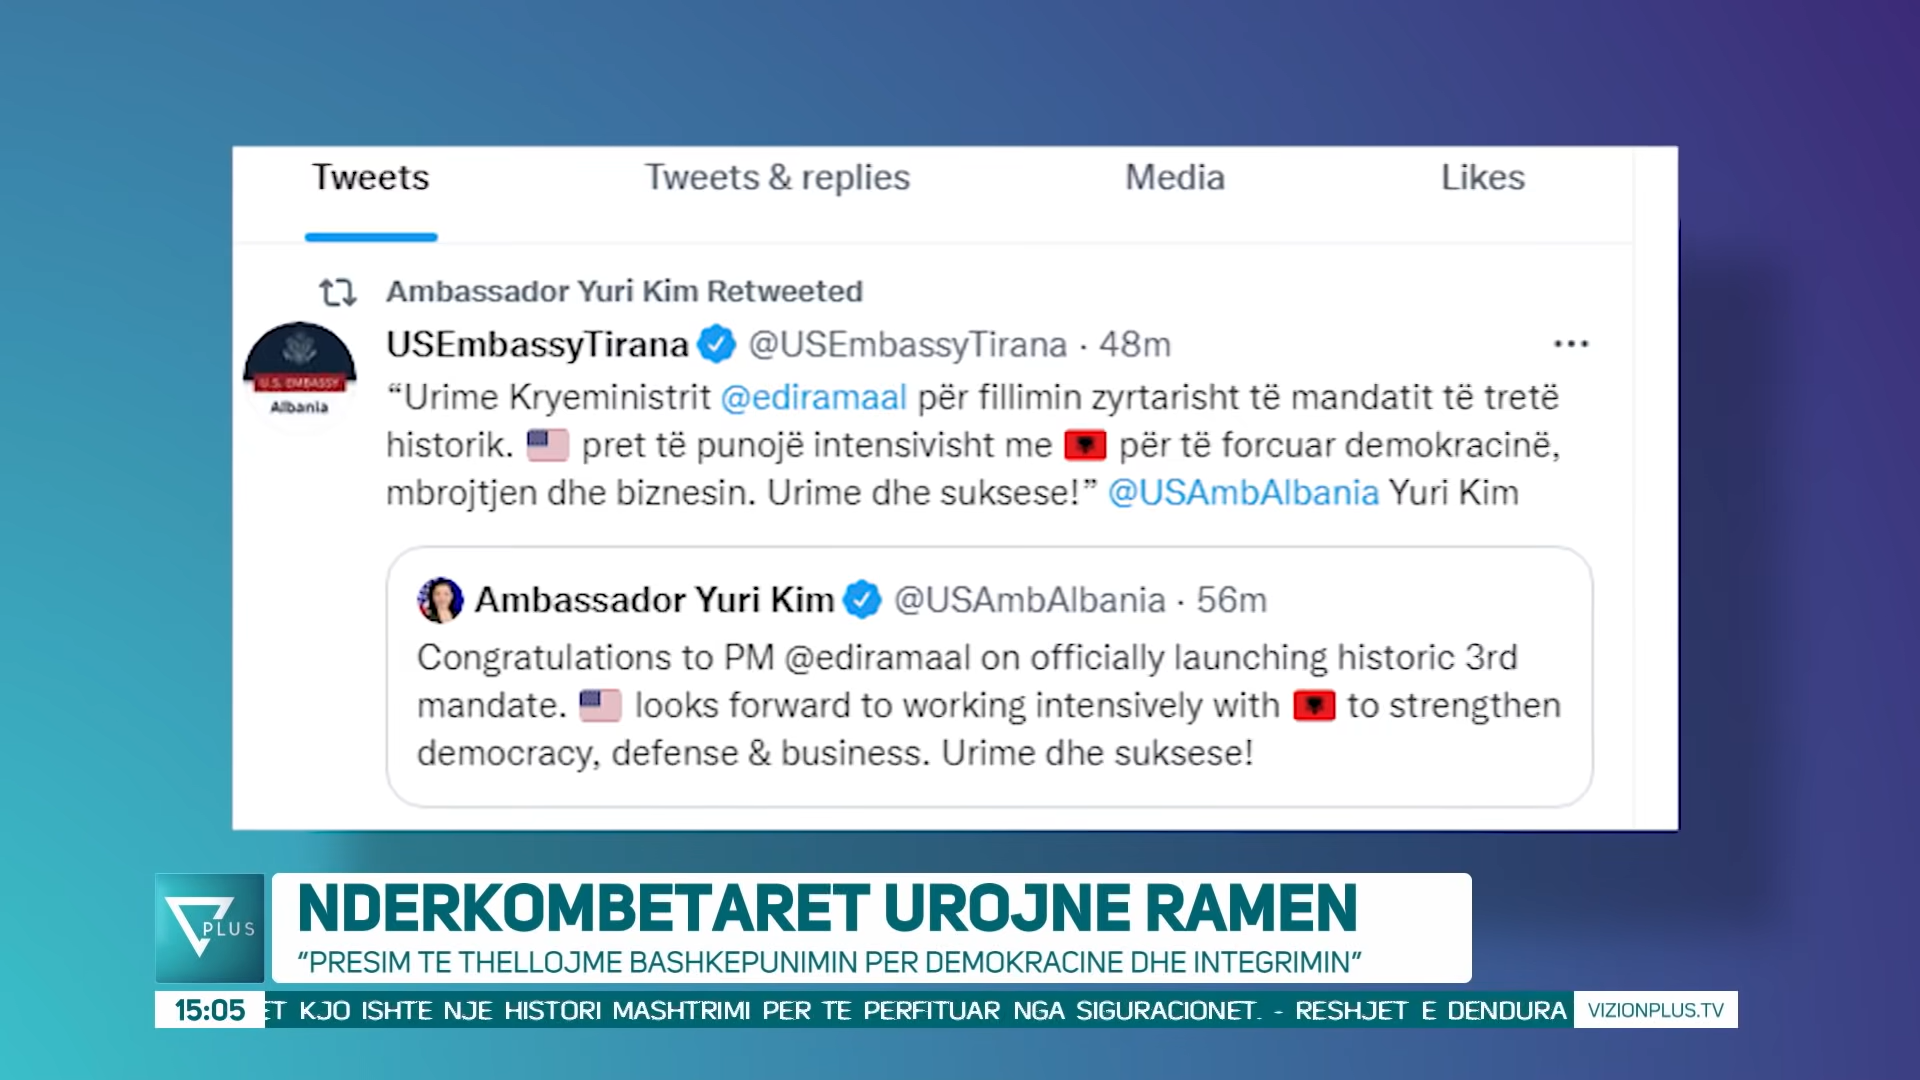 Tweets Tweets & replies Media Likes
Ambassador Yuri Kim Retweeted
USEmbassyTirana @USEmbassyTirana · 48m
U.S. EMBASSY
Albania
“Urime Kryeministrit @ediramaal për fillimin zyrtarisht të mandatit të tretë
historik. 🇺🇸 pret të punojë intensivisht me 🇦🇱 për të forcuar demokracinë,
mbrojtjen dhe biznesin. Urime dhe suksese!” @USAmbAlbania Yuri Kim
Ambassador Yuri Kim @USAmbAlbania · 56m
Congratulations to PM @ediramaal on officially launching historic 3rd
mandate. 🇺🇸 looks forward to working intensively with 🇦🇱 to strengthen
democracy, defense & business. Urime dhe suksese!
PLUS
NDERKOMBETARET UROJNE RAMEN
“PRESIM TE THELLOJME BASHKEPUNIMIN PER DEMOKRACINE DHE INTEGRIMIN”
15:05 ET KJO ISHTE NJE HISTORI MASHTRIMI PER TE PERFITUAR NGA SIGURACIONET. - RESHJET E DENDURA VIZIONPLUS.TV